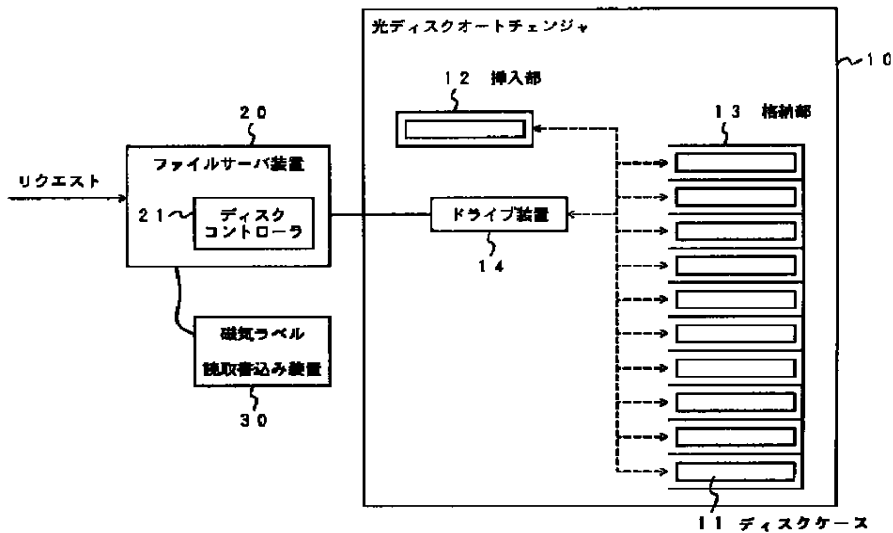 光ディスクオートチェンジャ
10
12 挿入部
13 格納部
20
ファイルサーバ装置
リクエスト
21
ディスク
コントローラ
ドライブ装置
14
磁気ラベル
読取書込み装置
30
11 ディスクケース